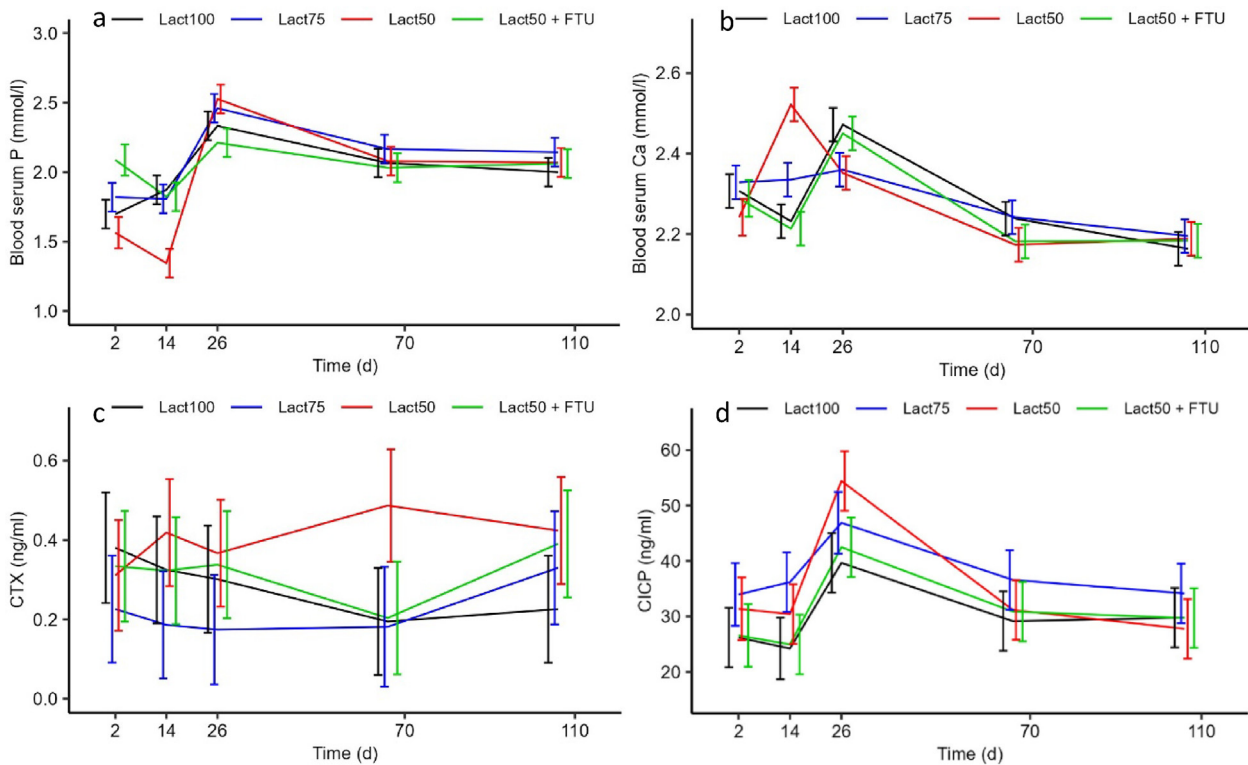 a Lact100 Lact75 Lact50 Lact50 + FTU
3.0
2.5
2.0
1.5
1.0
Blood serum P (mmol/l)
2 14 26 70 110
Time (d)
b Lact100 Lact75 Lact50 Lact50 + FTU
2.6
2.4
2.2
2.0
Blood serum Ca (mmol/l)
2 14 26 70 110
Time (d)
c Lact100 Lact75 Lact50 Lact50 + FTU
0.6
0.4
0.2
0.0
CTX (ng/ml)
2 14 26 70 110
Time (d)
d Lact100 Lact75 Lact50 Lact50 + FTU
60
50
40
30
20
CICP (ng/ml)
2 14 26 70 110
Time (d)